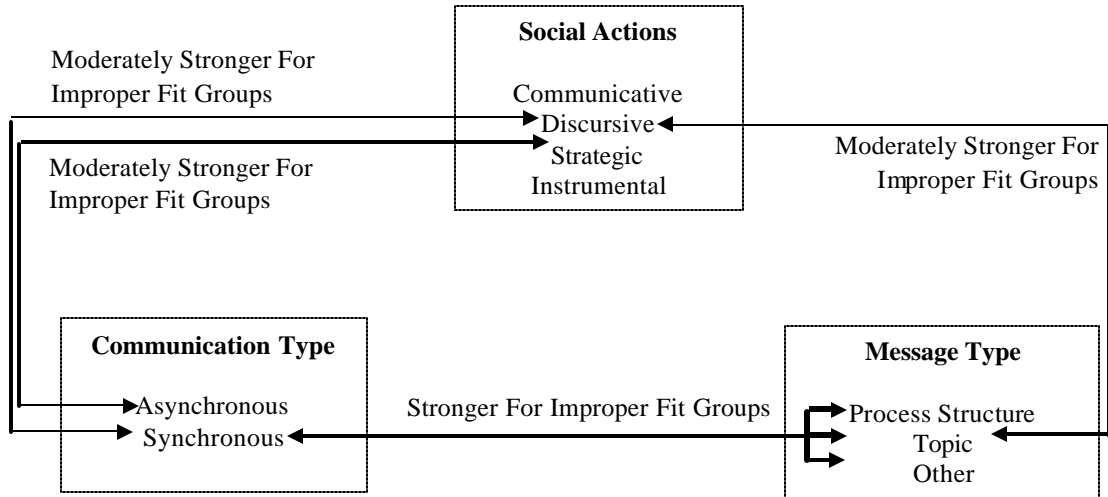 Social Actions
Communicative
Discursive
Strategic
Instrumental
Moderately Stronger For
Improper Fit Groups
Moderately Stronger For
Improper Fit Groups
Moderately Stronger For
Improper Fit Groups
Communication Type
Asynchronous
Synchronous
Stronger For Improper Fit Groups
Message Type
Process Structure
Topic
Other